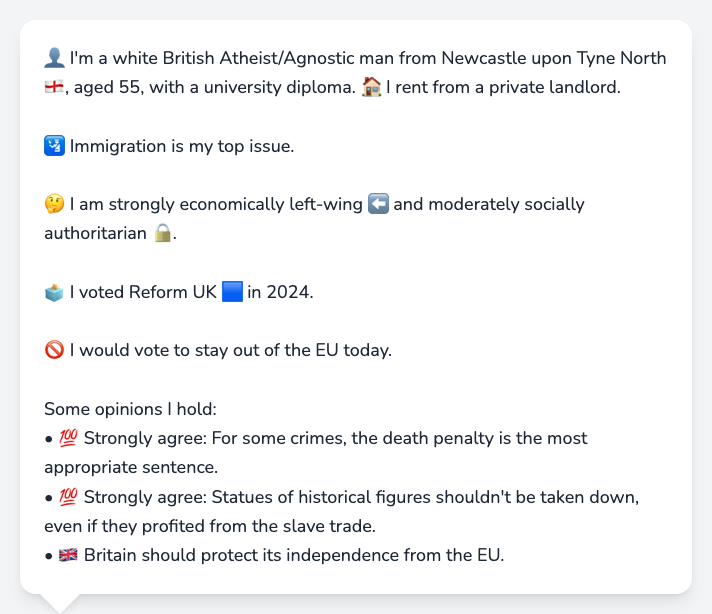 👤 I'm a white British Atheist/Agnostic man from Newcastle upon Tyne North
🏴󠁧󠁢󠁥󠁮󠁧󠁿, aged 55, with a university diploma. 🏠 I rent from a private landlord.
🛂 Immigration is my top issue.
🤔 I am strongly economically left-wing ⬅️ and moderately socially
authoritarian 🔒.
🗳️ I voted Reform UK 🟦 in 2024.
🚫 I would vote to stay out of the EU today.
Some opinions I hold:
• 💯 Strongly agree: For some crimes, the death penalty is the most
appropriate sentence.
• 💯 Strongly agree: Statues of historical figures shouldn't be taken down,
even if they profited from the slave trade.
• 🇬🇧 Britain should protect its independence from the EU.